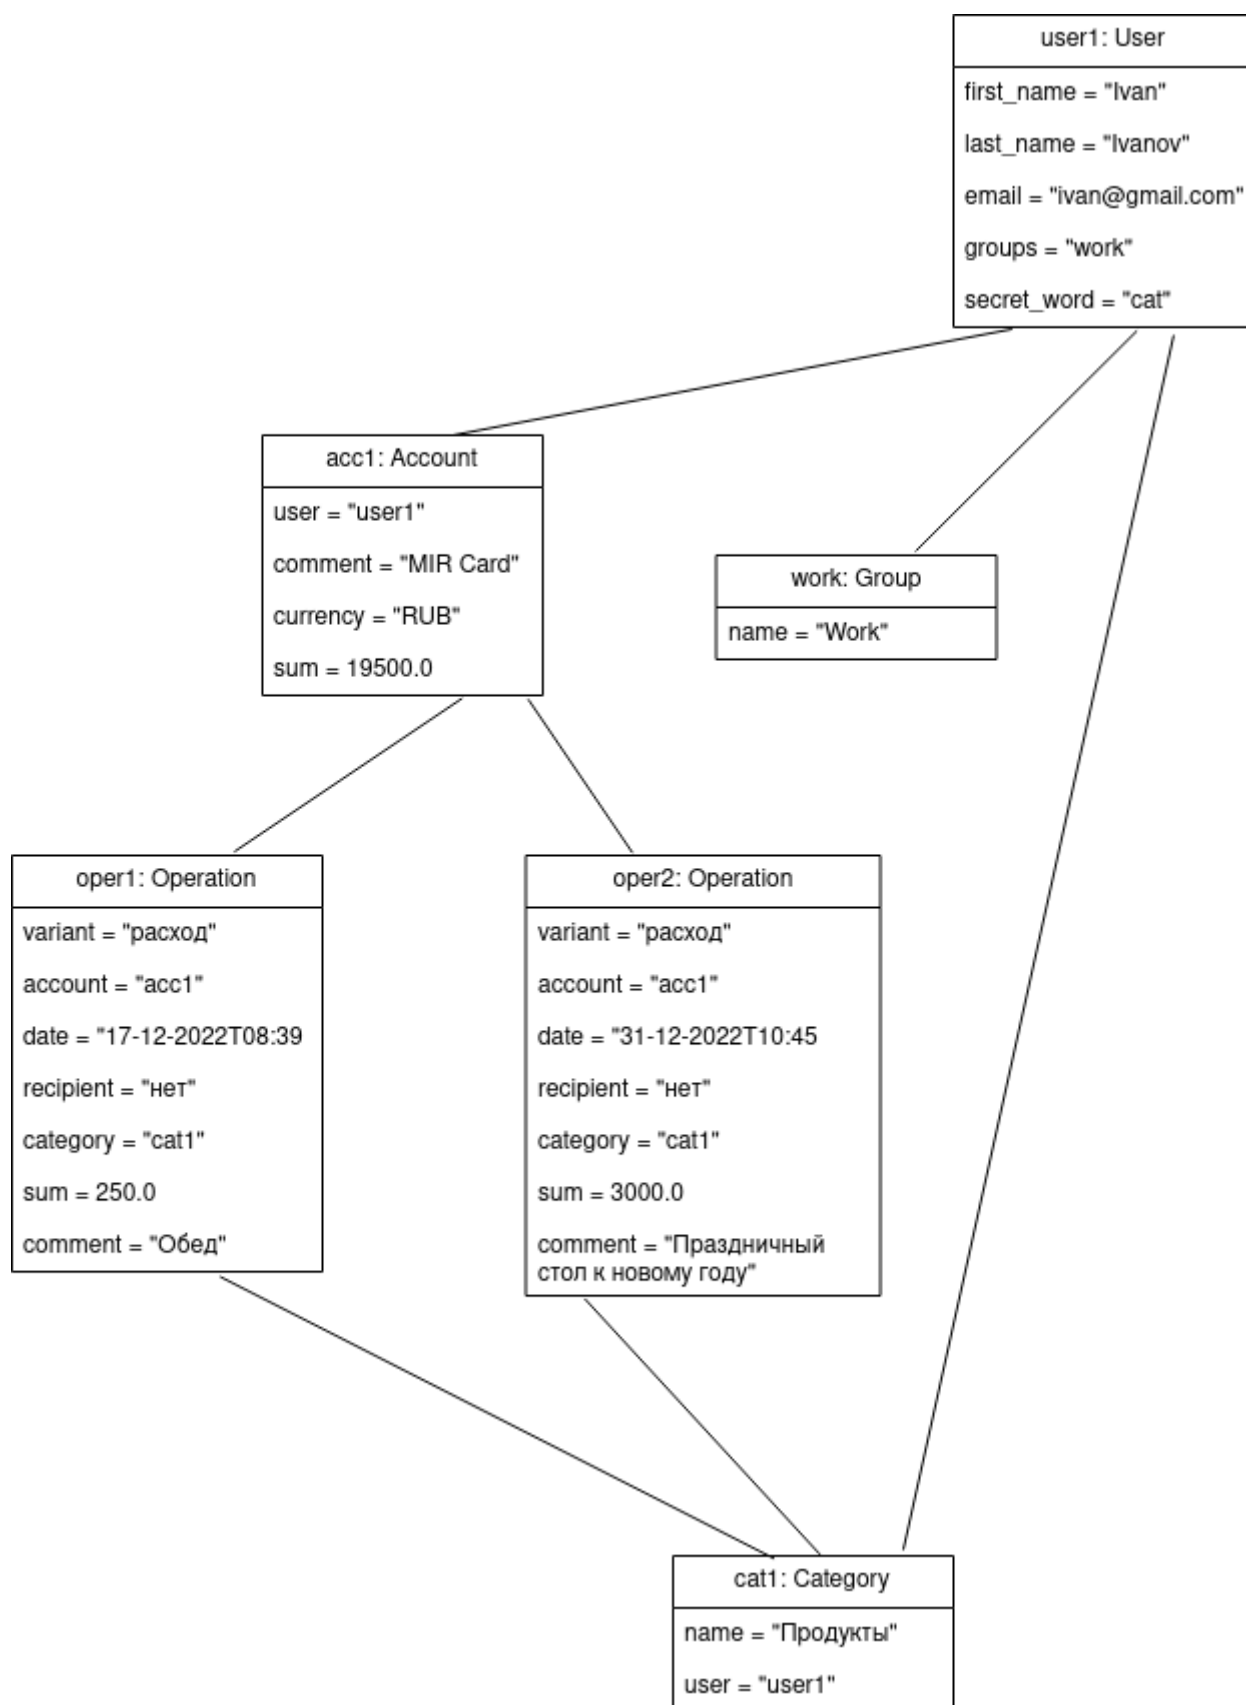 user1: User
first_name = "Ivan"
last_name = "Ivanov"
email = "ivan@gmail.com"
groups = "work"
secret_word = "cat"
acc1: Account
user = "user1"
comment = "MIR Card"
currency = "RUB"
sum = 19500.0
work: Group
name = "Work"
oper1: Operation
variant = "расход"
account = "acc1"
date = "17-12-2022T08:39
recipient = "нет"
category = "cat1"
sum = 250.0
comment = "Обед"
oper2: Operation
variant = "расход"
account = "acc1"
date = "31-12-2022T10:45
recipient = "нет"
category = "cat1"
sum = 3000.0
comment = "Праздничный
стол к новому году"
cat1: Category
name = "Продукты"
user = "user1"